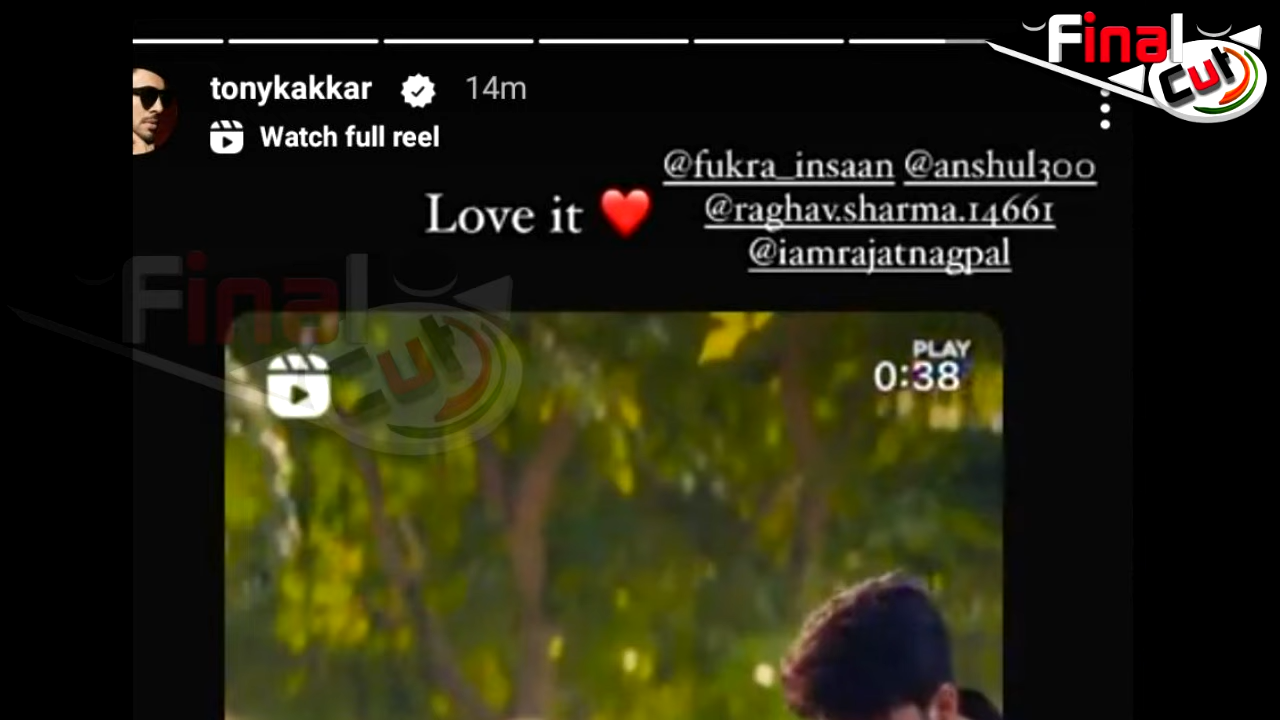 Final
Cut
tonykakkar 14m
Watch full reel
@fukra_insaan @anshul300
Love it ❤️ @raghav.sharma.14661
@iamrajatnagpal
Final
Cut
PLAY
0:38